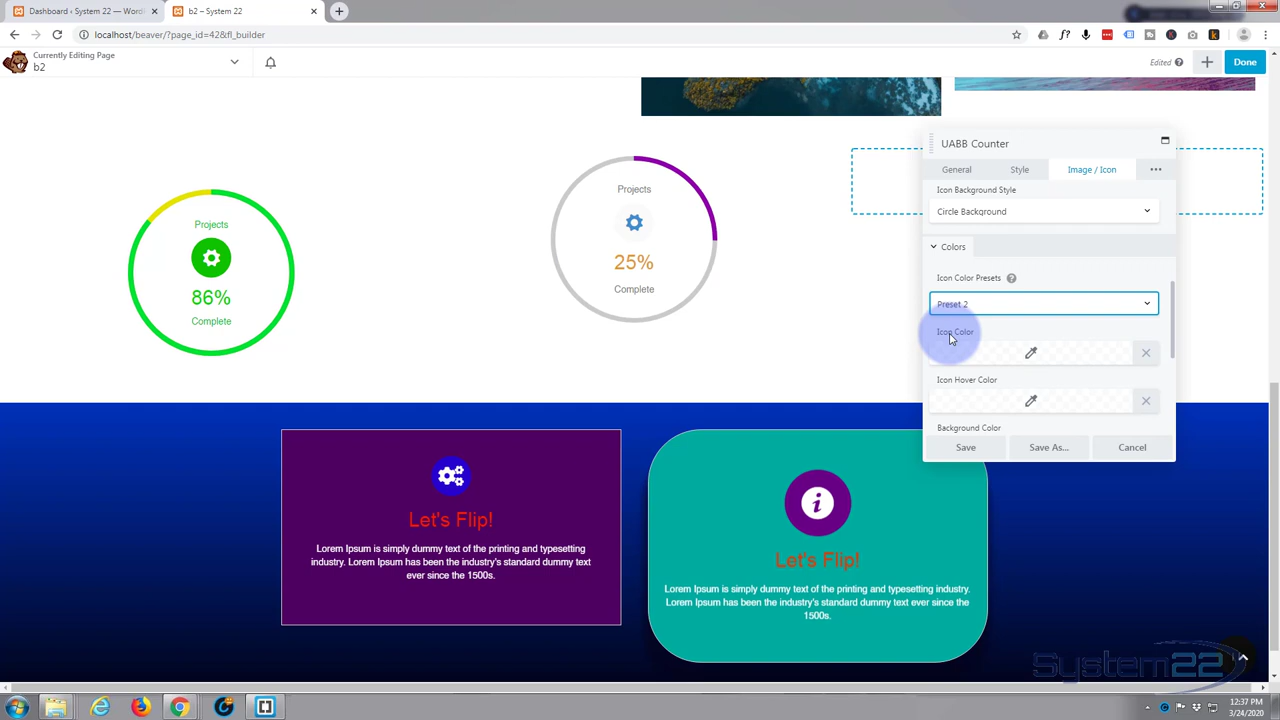 Dashboard ‹ System 22 — WordP
b2 – System 22
localhost/beaver/?page_id=42&fl_builder
Currently Editing Page
b2
Edited
Done
UABB Counter
General
Style
Image / Icon
Icon Background Style
Circle Background
Colors
Icon Color Presets
Preset 2
Icon Color
Icon Hover Color
Background Color
Save
Save As...
Cancel
Projects
86%
Complete
Projects
25%
Complete
Let's Flip!
Lorem Ipsum is simply dummy text of the printing and typesetting
industry. Lorem Ipsum has been the industry's standard dummy text
ever since the 1500s.
Let's Flip!
Lorem Ipsum is simply dummy text of the printing and typesetting industry.
Lorem Ipsum has been the industry's standard dummy text ever since the
1500s.
System22
12:37 PM
3/24/2020